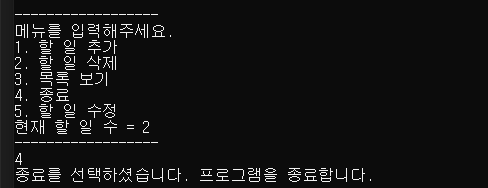 ------------------
메뉴를 입력해주세요.
1. 할 일 추가
2. 할 일 삭제
3. 목록 보기
4. 종료
5. 할 일 수정
현재 할 일 수 = 2
------------------
4
종료를 선택하셨습니다. 프로그램을 종료합니다.